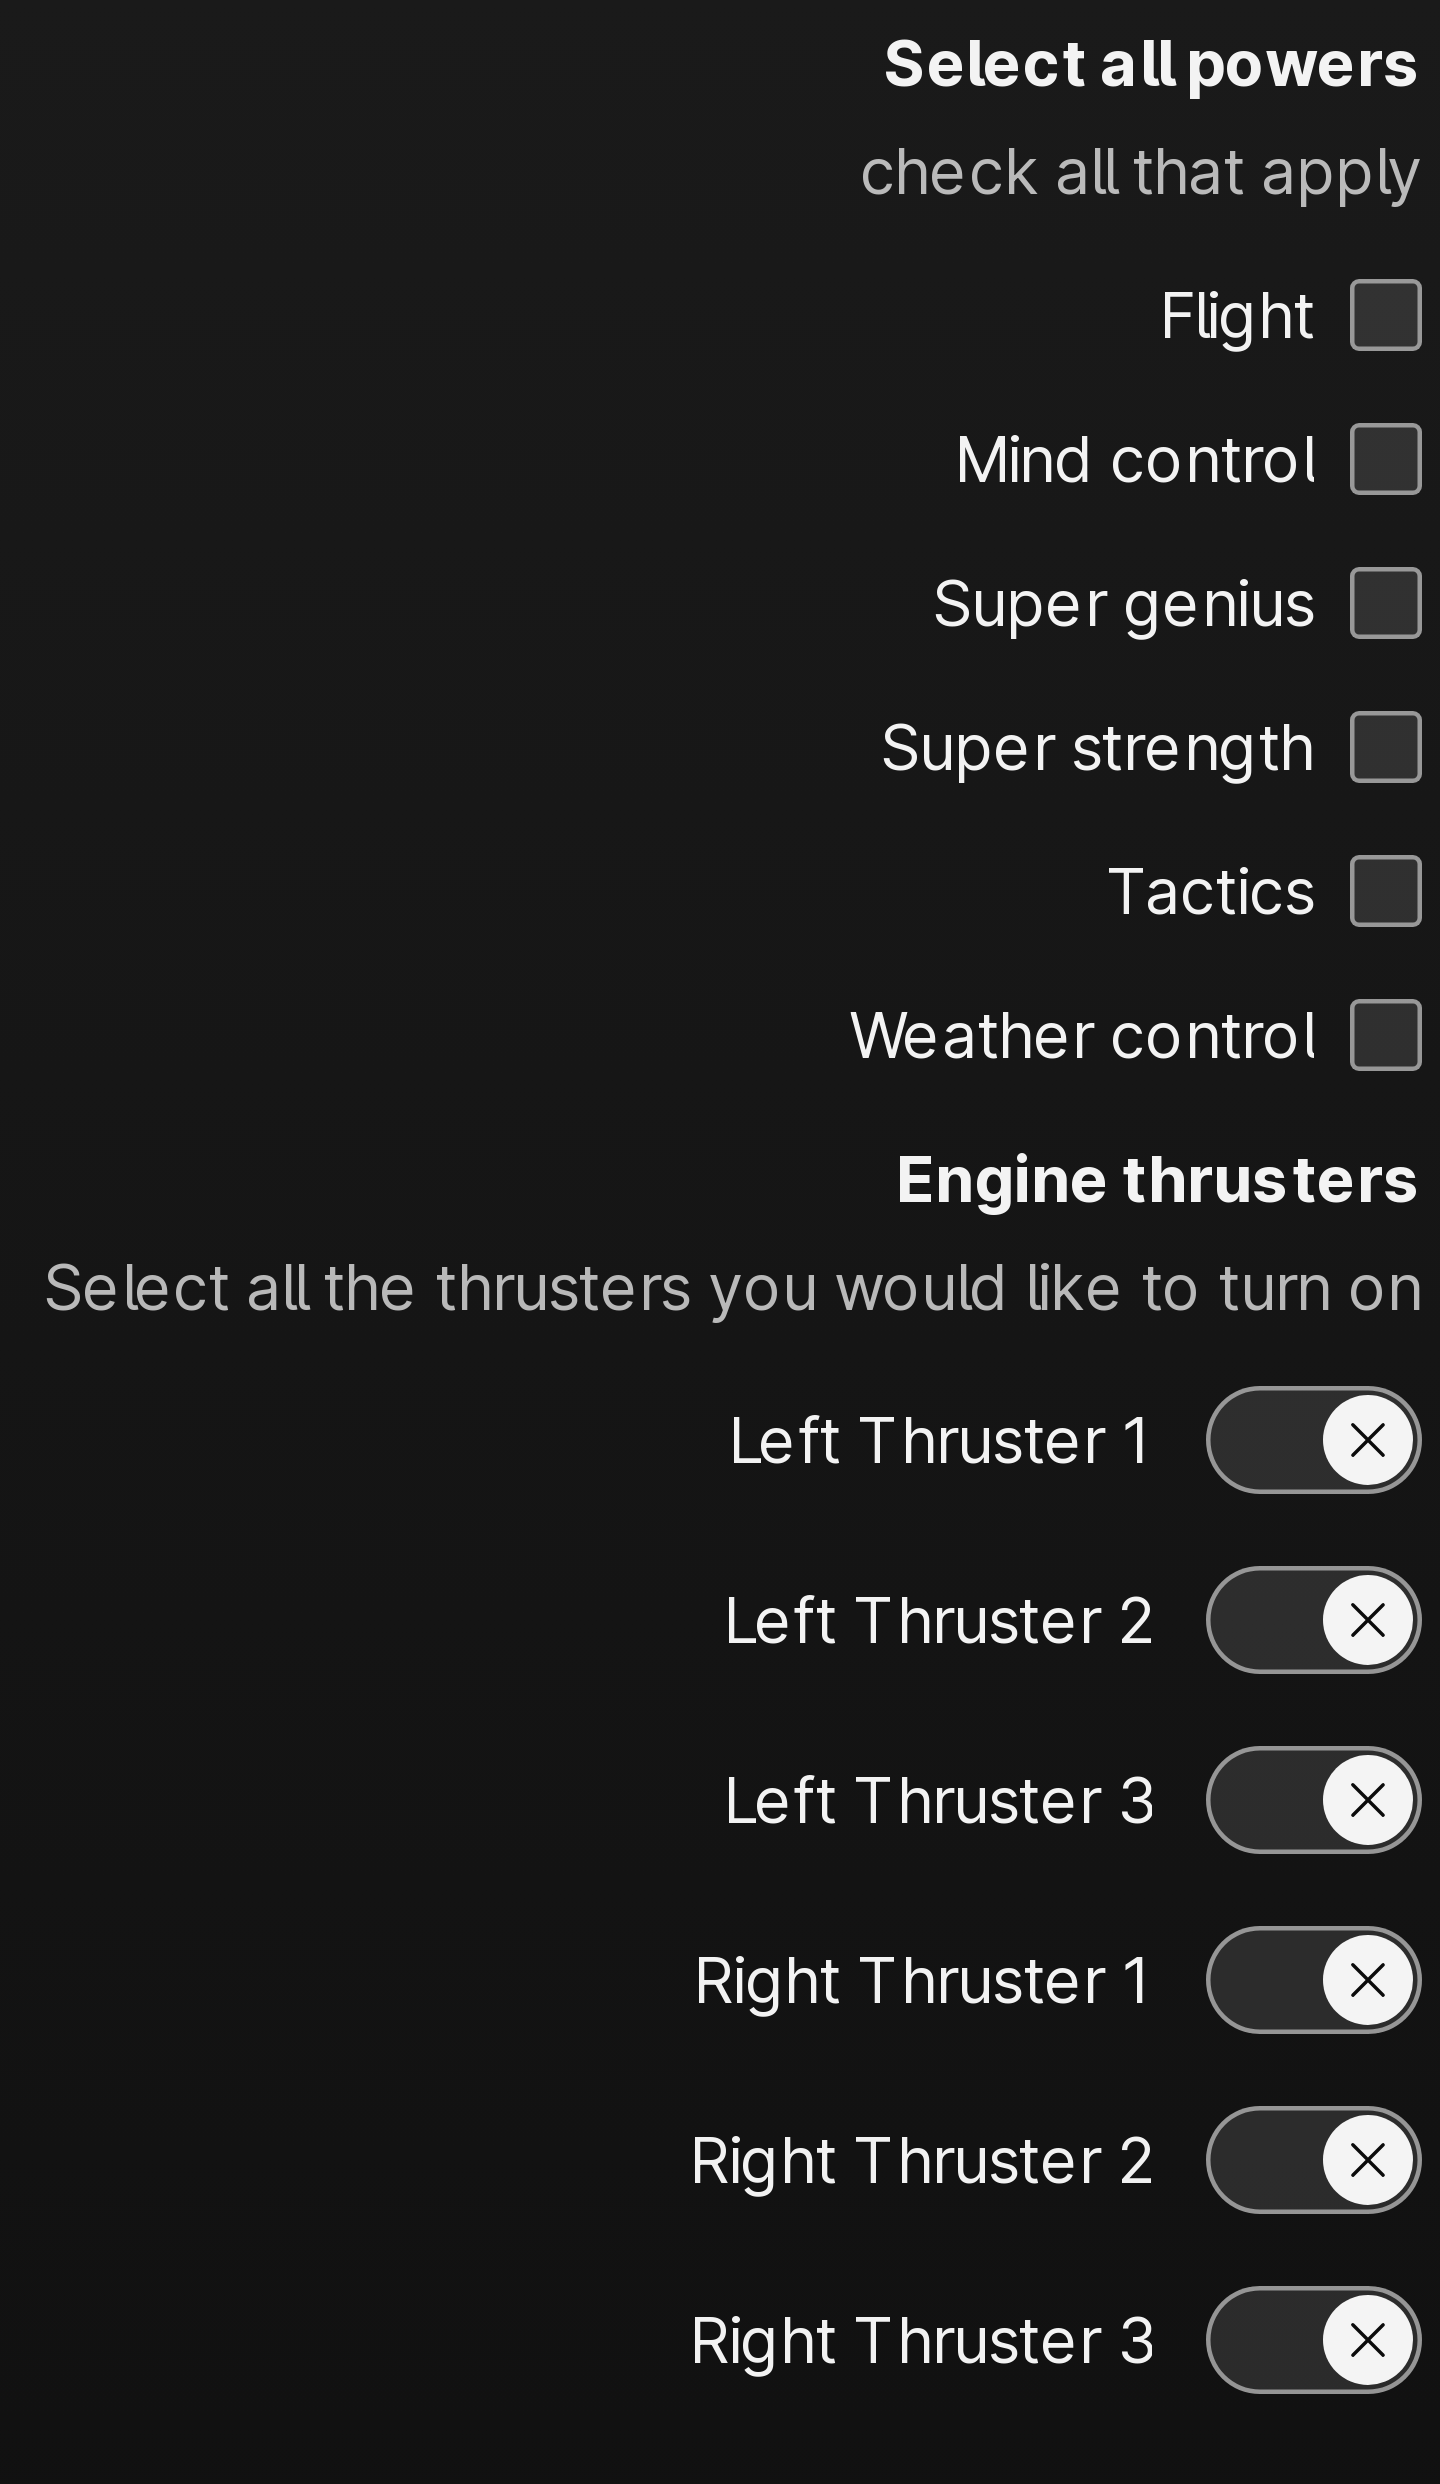 Select all powers
check all that apply
Flight
Mind control
Super genius
Super strength
Tactics
Weather control
Engine thrusters
Select all the thrusters you would like to turn on
Left Thruster 1
Left Thruster 2
Left Thruster 3
Right Thruster 1
Right Thruster 2
Right Thruster 3